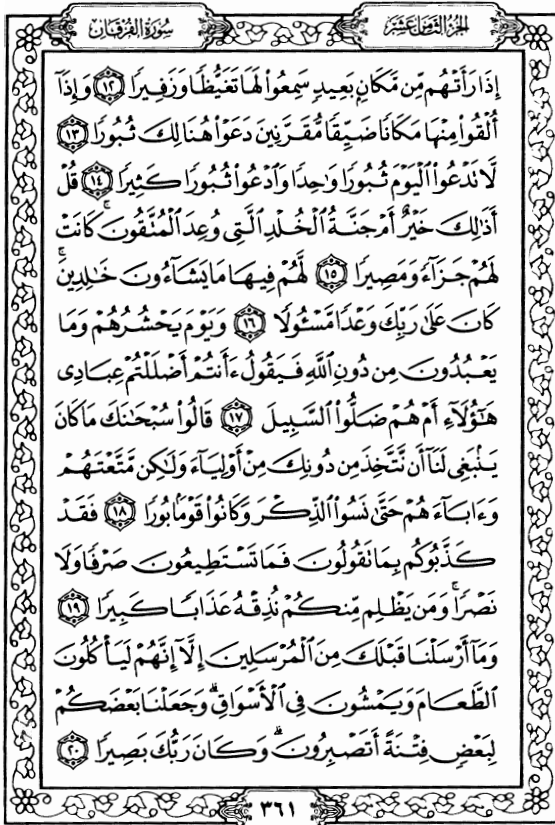 الجزء الثامن عشر
سورة الفرقان
إِذَا رَأَتْهُم مِّن مَّكَانٍ بَعِيدٍ سَمِعُوا۟ لَهَا تَغَيُّظًا وَزَفِيرًا ١٢ وَإِذَآ
أُلْقُوا۟ مِنْهَا مَكَانًا ضَيِّقًا مُّقَرَّنِينَ دَعَوْا۟ هُنَالِكَ ثُبُورًا ١٣
لَّا تَدْعُوا۟ ٱلْيَوْمَ ثُبُورًا وَٰحِدًا وَٱدْعُوا۟ ثُبُورًا كَثِيرًا ١٤ قُلْ
أَذَٰلِكَ خَيْرٌ أَمْ جَنَّةُ ٱلْخُلْدِ ٱلَّتِى وُعِدَ ٱلْمُتَّقُونَ ۚ كَانَتْ
لَهُمْ جَزَآءً وَمَصِيرًا ١٥ لَّهُمْ فِيهَا مَا يَشَآءُونَ خَٰلِدِينَ ۚ
كَانَ عَلَىٰ رَبِّكَ وَعْدًا مَّسْـُٔولًا ١٦ وَيَوْمَ يَحْشُرُهُمْ وَمَا
يَعْبُدُونَ مِن دُونِ ٱللَّهِ فَيَقُولُ ءَأَنتُمْ أَضْلَلْتُمْ عِبَادِى
هَٰٓؤُلَآءِ أَمْ هُمْ ضَلُّوا۟ ٱلسَّبِيلَ ١٧ قَالُوا۟ سُبْحَٰنَكَ مَا كَانَ
يَنۢبَغِى لَنَآ أَن نَّتَّخِذَ مِن دُونِكَ مِنْ أَوْلِيَآءَ وَلَٰكِن مَّتَّعْتَهُمْ
وَءَابَآءَهُمْ حَتَّىٰ نَسُوا۟ ٱلذِّكْرَ وَكَانُوا۟ قَوْمًۢا بُورًا ١٨ فَقَدْ
كَذَّبُوكُم بِمَا تَقُولُونَ فَمَا تَسْتَطِيعُونَ صَرْفًا وَلَا
نَصْرًا ۚ وَمَن يَظْلِم مِّنكُمْ نُذِقْهُ عَذَابًا كَبِيرًا ١٩
وَمَآ أَرْسَلْنَا قَبْلَكَ مِنَ ٱلْمُرْسَلِينَ إِلَّآ إِنَّهُمْ لَيَأْكُلُونَ
ٱلطَّعَامَ وَيَمْشُونَ فِى ٱلْأَسْوَاقِ ۗ وَجَعَلْنَا بَعْضَكُمْ
لِبَعْضٍ فِتْنَةً أَتَصْبِرُونَ ۗ وَكَانَ رَبُّكَ بَصِيرًا ٢٠
٣٦١